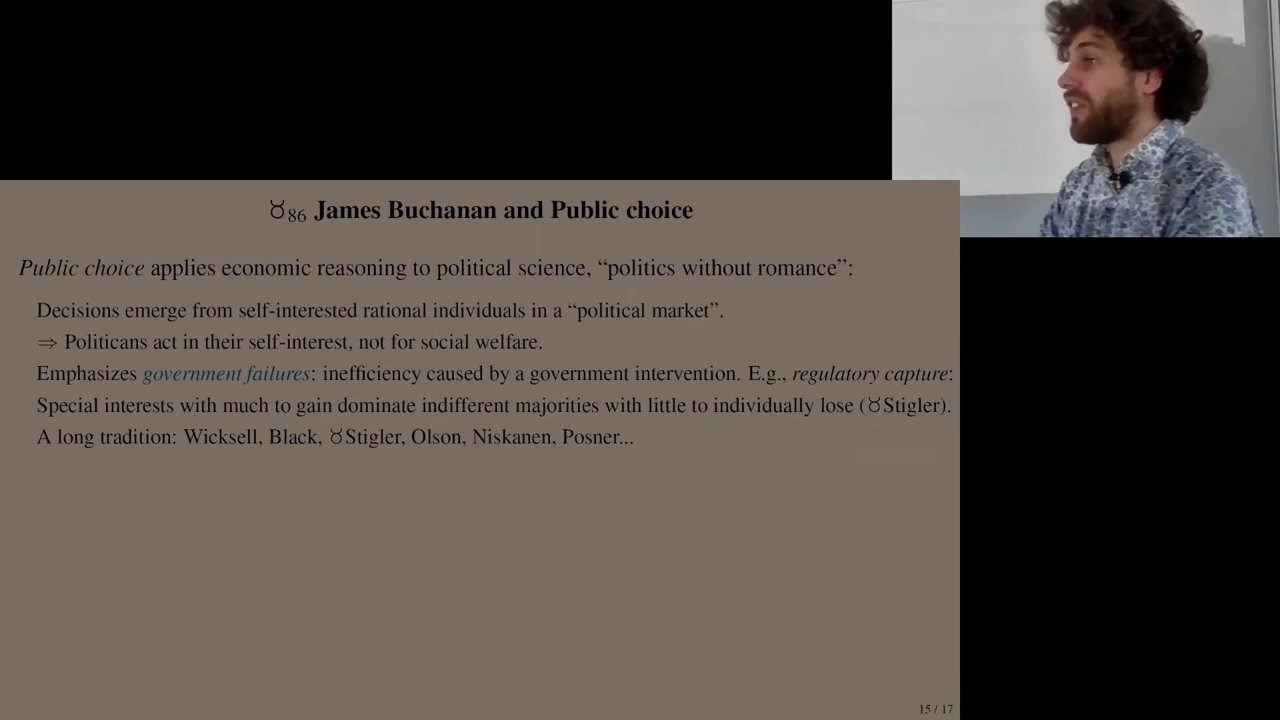 ♉86 James Buchanan and Public choice
Public choice applies economic reasoning to political science, “politics without romance”:
Decisions emerge from self-interested rational individuals in a “political market”.
⇒ Politicans act in their self-interest, not for social welfare.
Emphasizes government failures: inefficiency caused by a government intervention. E.g., regulatory capture:
Special interests with much to gain dominate indifferent majorities with little to individually lose (♉Stigler).
A long tradition: Wicksell, Black, ♉Stigler, Olson, Niskanen, Posner...
15 / 17